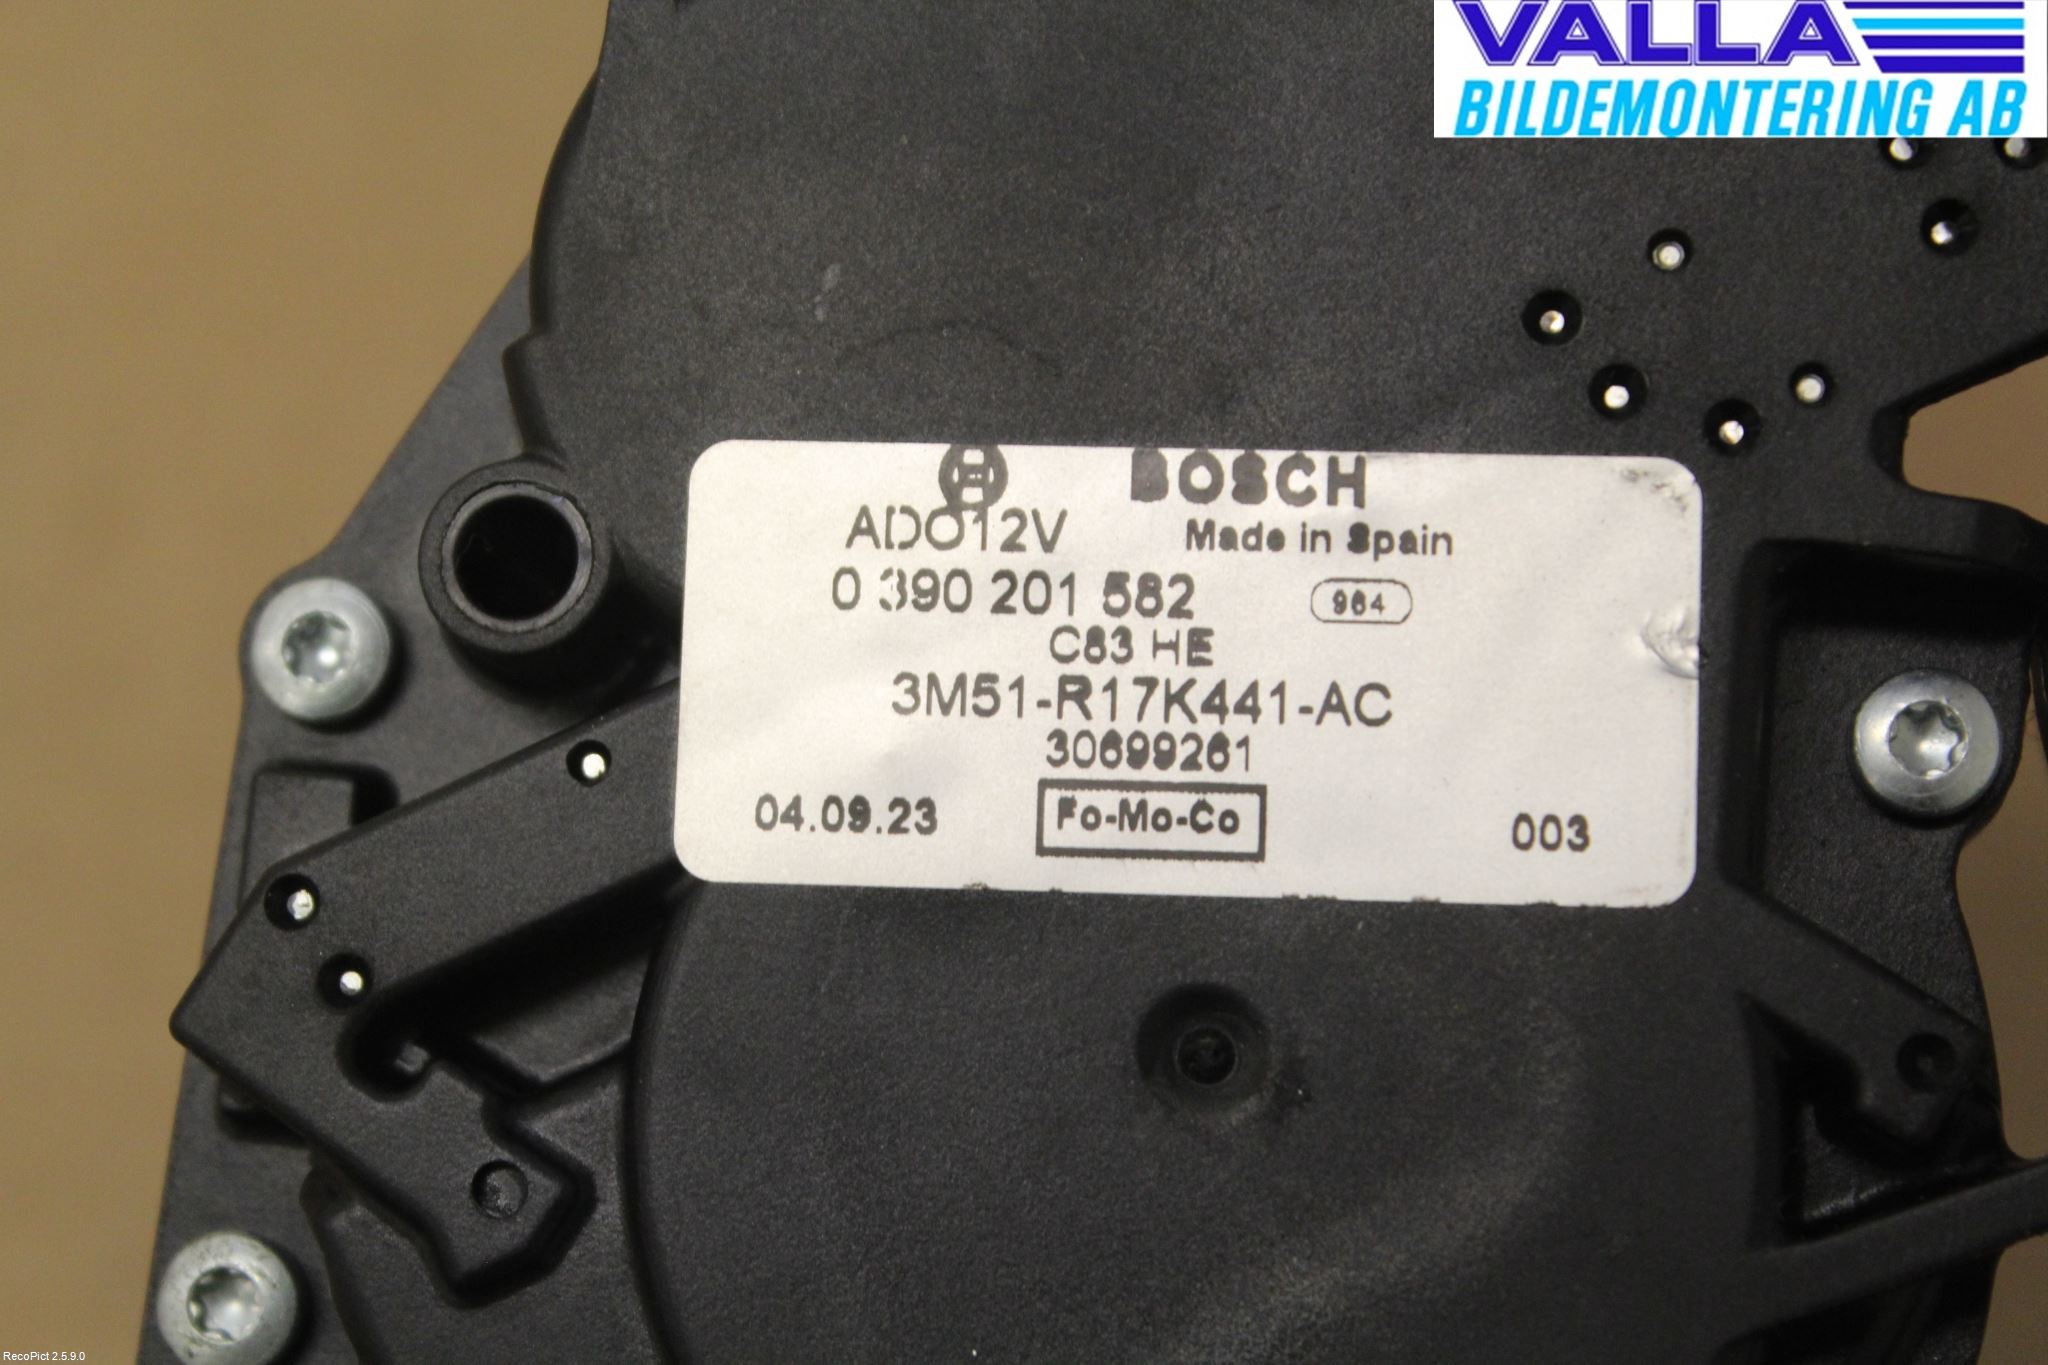 VALLA
BILDEMONTERING AB
BOSCH
ADO12V Made in Spain
0 390 201 582 964
C83 HE
3M51-R17K441-AC
30699261
04.09.23 Fo-Mo-Co 003
RecoPict 2.5.9.0